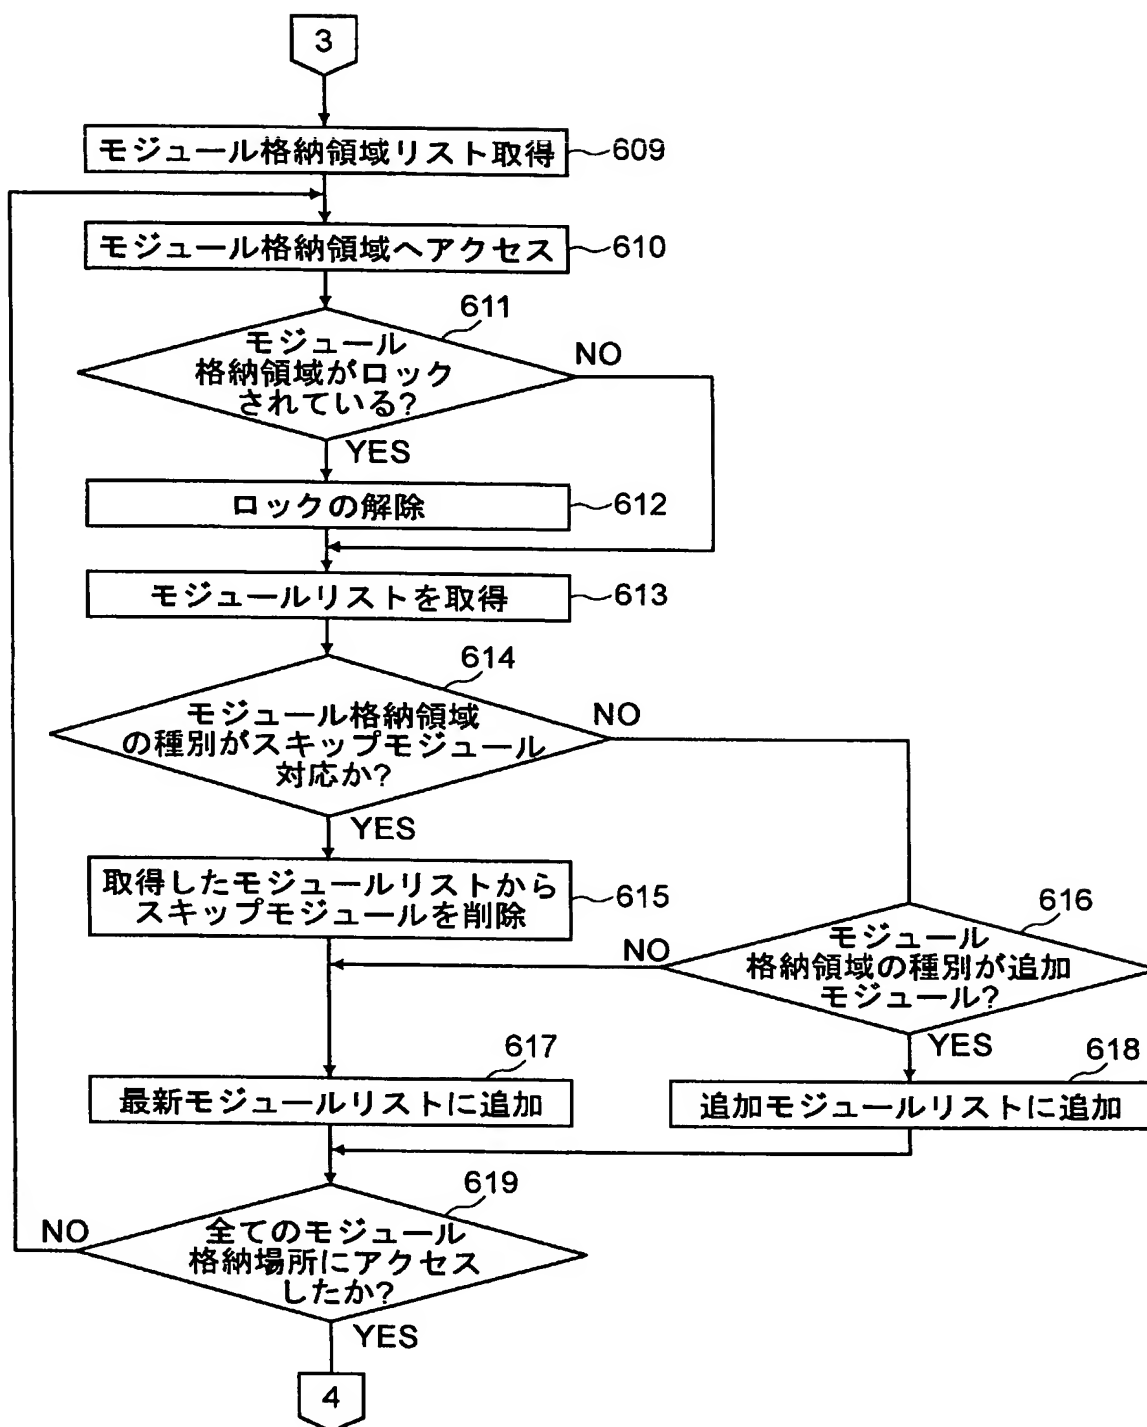 3
モジュール格納領域リスト取得
609
モジュール格納領域へアクセス
610
611
モジュール
格納領域がロック
されている?
NO
YES
ロックの解除
612
モジュールリストを取得
613
614
モジュール格納領域
の種別がスキップモジュール
対応か?
NO
YES
取得したモジュールリストから
スキップモジュールを削除
615
616
モジュール
格納領域の種別が追加
モジュール?
NO
YES
617
最新モジュールリストに追加
618
追加モジュールリストに追加
619
全てのモジュール
格納場所にアクセス
したか?
NO
YES
4